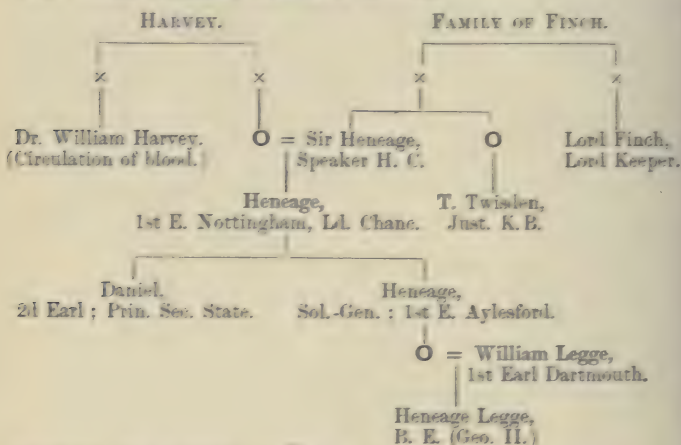 HARVEY. FAMILY OF FINCH.
× × × ×
Dr. William Harvey. O = Sir Heneage, O Lord Finch,
(Circulation of blood.) Speaker H. C. Lord Keeper.
Heneage, T. Twisden,
1st E. Nottingham, Ld. Chanc. Just. K. B.
Daniel. Heneage,
2d Earl ; Prin. Sec. State. Sol.-Gen. : 1st E. Aylesford.
O = William Legge,
1st Earl Dartmouth.
Heneage Legge,
B. E. (Geo. II.)